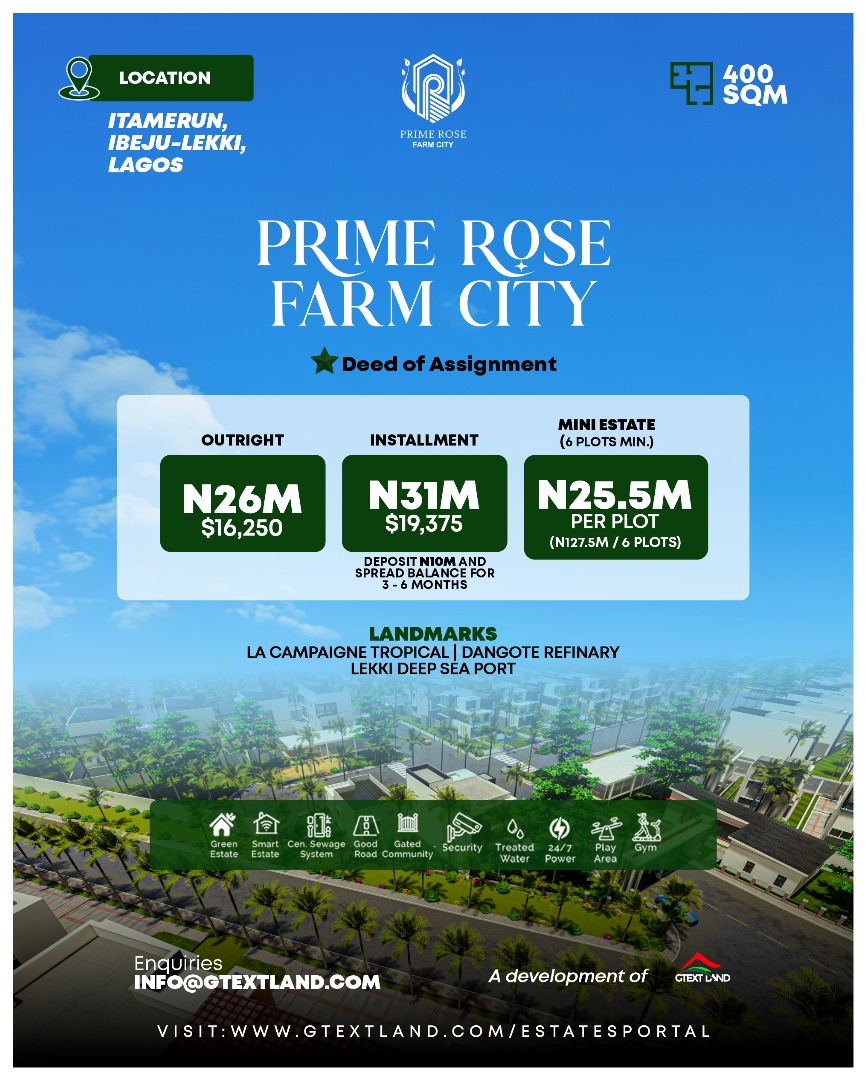 LOCATION
ITAMERUN,
IBEJU-LEKKI,
LAGOS
PRIME ROSE
FARM CITY
400
SQM
PRIME ROSE
FARM CITY
Deed of Assignment
OUTRIGHT
N26M
$16,250
INSTALLMENT
N31M
$19,375
DEPOSIT N10M AND
SPREAD BALANCE FOR
3 - 6 MONTHS
MINI ESTATE
(6 PLOTS MIN.)
N25.5M
PER PLOT
(N127.5M / 6 PLOTS)
LANDMARKS
LA CAMPAIGNE TROPICAL | DANGOTE REFINARY
LEKKI DEEP SEA PORT
Green
Estate
Smart
Estate
Cen. Sewage
System
Good
Road
Gated
Community
Security
Treated
Water
24/7
Power
Play
Area
Gym
Enquiries
INFO@GTEXTLAND.COM
A development of
GTEXT LAND
VISIT:WWW.GTEXTLAND.COM/ESTATESPORTAL